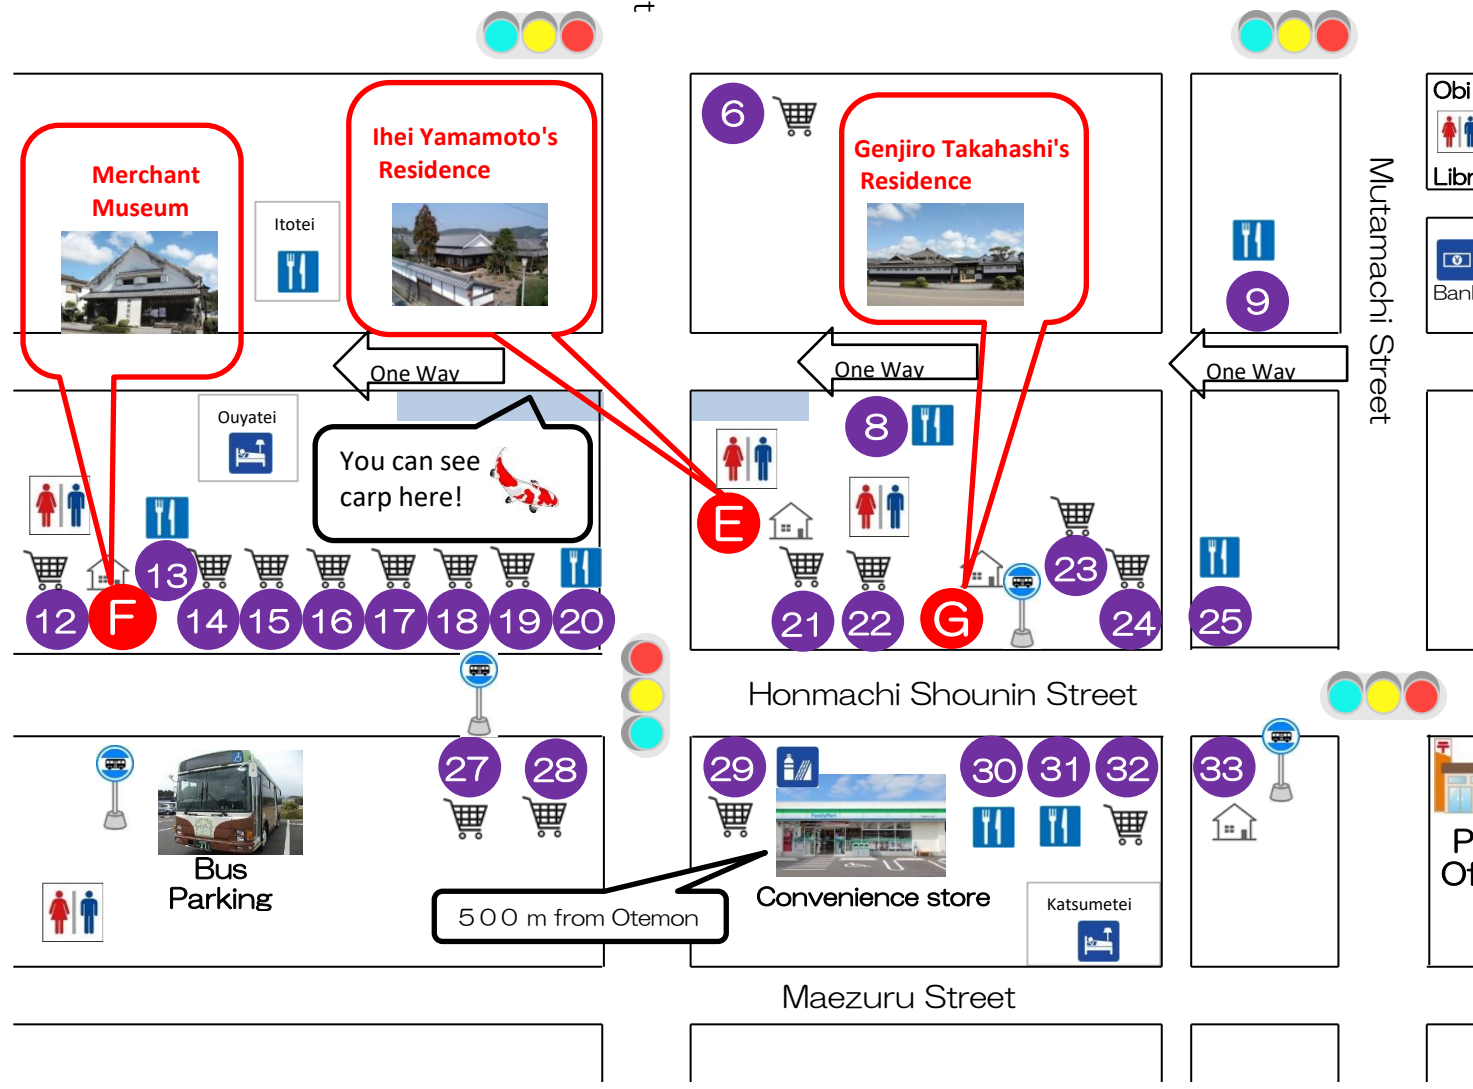 t
Merchant
Museum
Itotei
Ihei Yamamoto's
Residence
6
Genjiro Takahashi's
Residence
9
Mutamachi Street
Obi
Libr
One Way
One Way
One Way
Ouyatei
You can see
carp here!
8
E
12
F
13
14
15
16
17
18
19
20
21
22
G
23
24
25
Honmachi Shounin Street
27
28
29
30
31
32
33
Bus
Parking
FamilyMart
Convenience store
500 m from Otemon
Katsumetei
〒
Maezuru Street